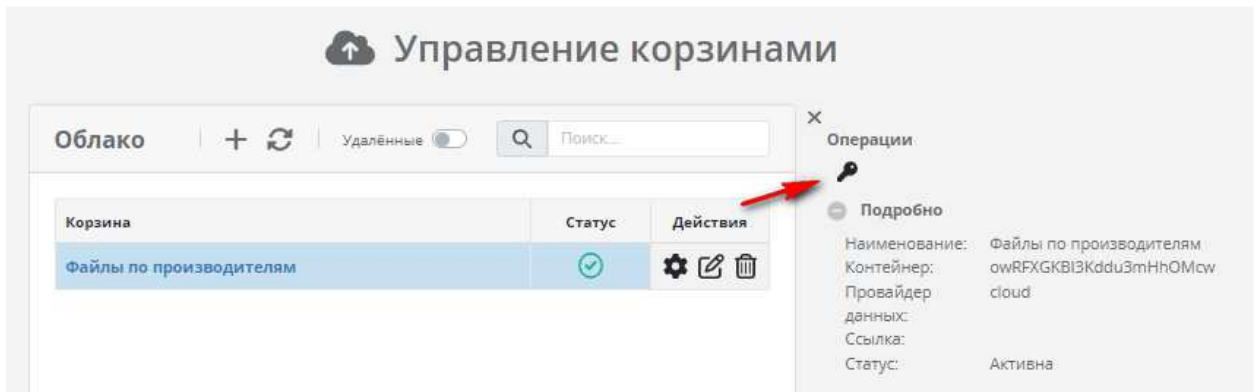 Управление корзинами
Облако
Удалённые
Поиск...
Корзина Статус Действия
Файлы по производителям
Операции
Подробно
Наименование: Файлы по производителям
Контейнер: owRFXGKBI3Kddu3mHhOMcw
Провайдер данных: cloud
Ссылка:
Статус: Активна